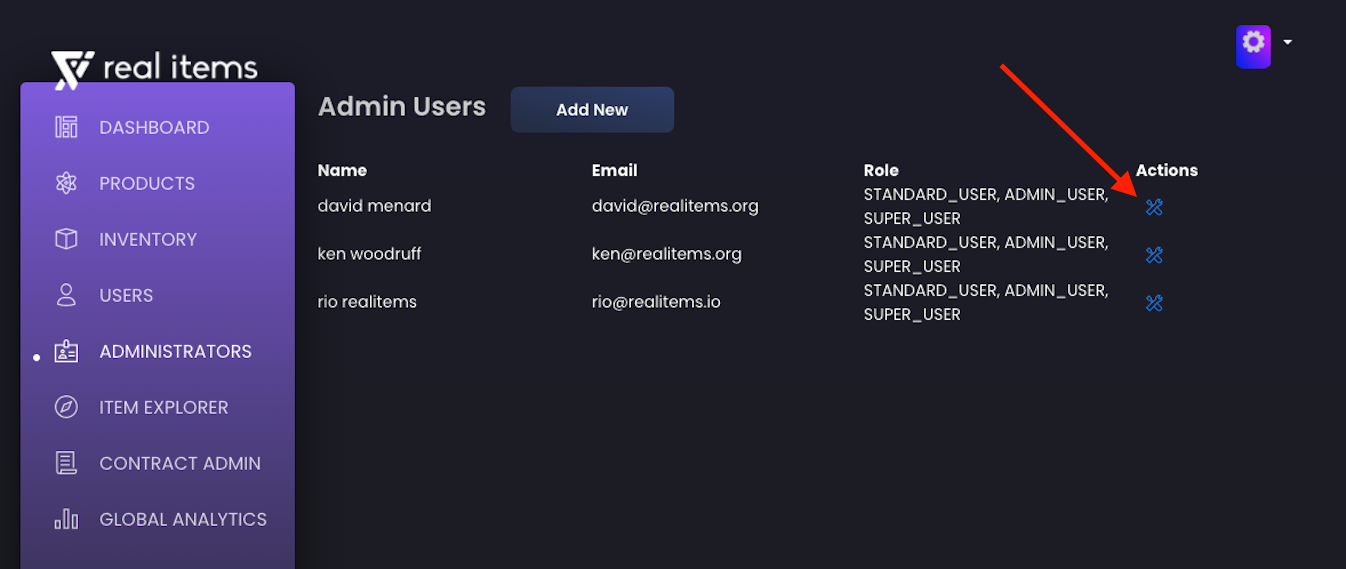 real items
DASHBOARD
PRODUCTS
INVENTORY
USERS
ADMINISTRATORS
ITEM EXPLORER
CONTRACT ADMIN
GLOBAL ANALYTICS
Admin Users
Add New
Name Email Role Actions
david menard david@realitems.org STANDARD_USER, ADMIN_USER,
SUPER_USER
ken woodruff ken@realitems.org STANDARD_USER, ADMIN_USER,
SUPER_USER
rio realitems rio@realitems.io STANDARD_USER, ADMIN_USER,
SUPER_USER